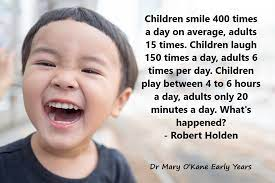 Children smile 400 times
a day on average, adults
15 times. Children laugh
150 times a day, adults 6
times per day. Children
play between 4 to 6 hours
a day, adults only 20
minutes a day. What's
happened?
- Robert Holden
Dr Mary O'Kane Early Years